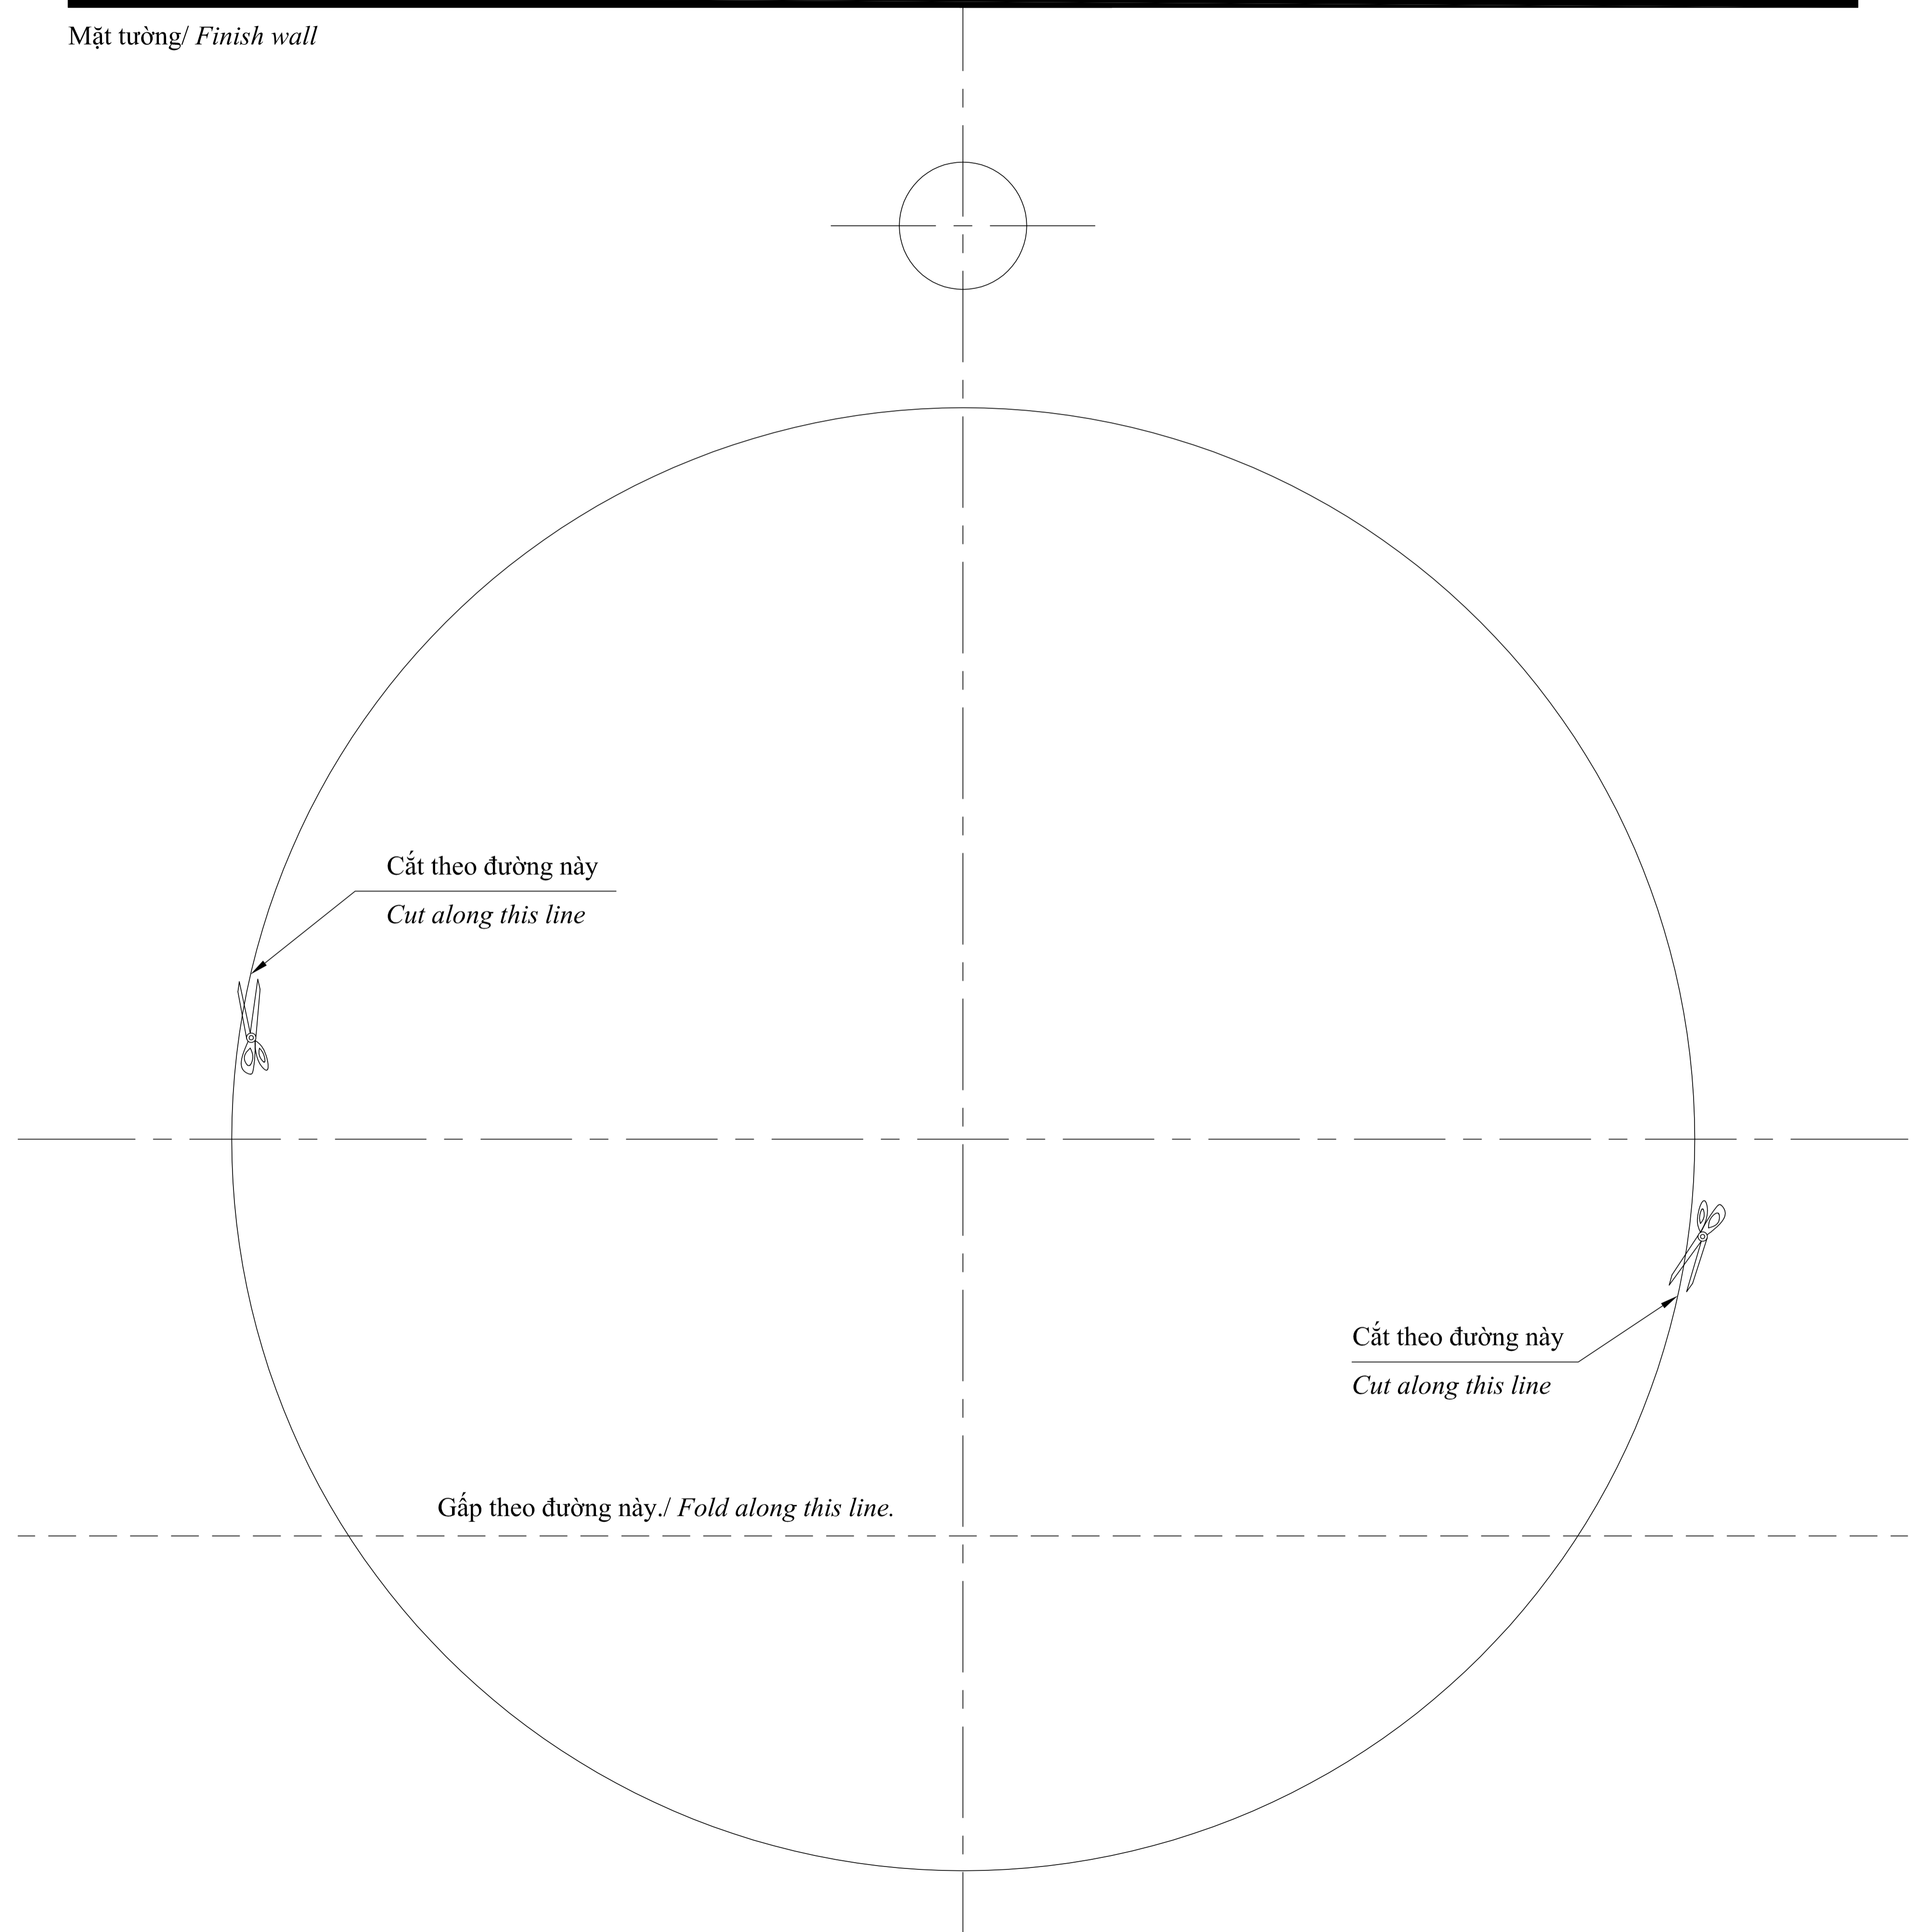 Mặt tường/ Finish wall
Cắt theo đường này
Cut along this line
Cắt theo đường này
Cut along this line
Gấp theo đường này./ Fold along this line.